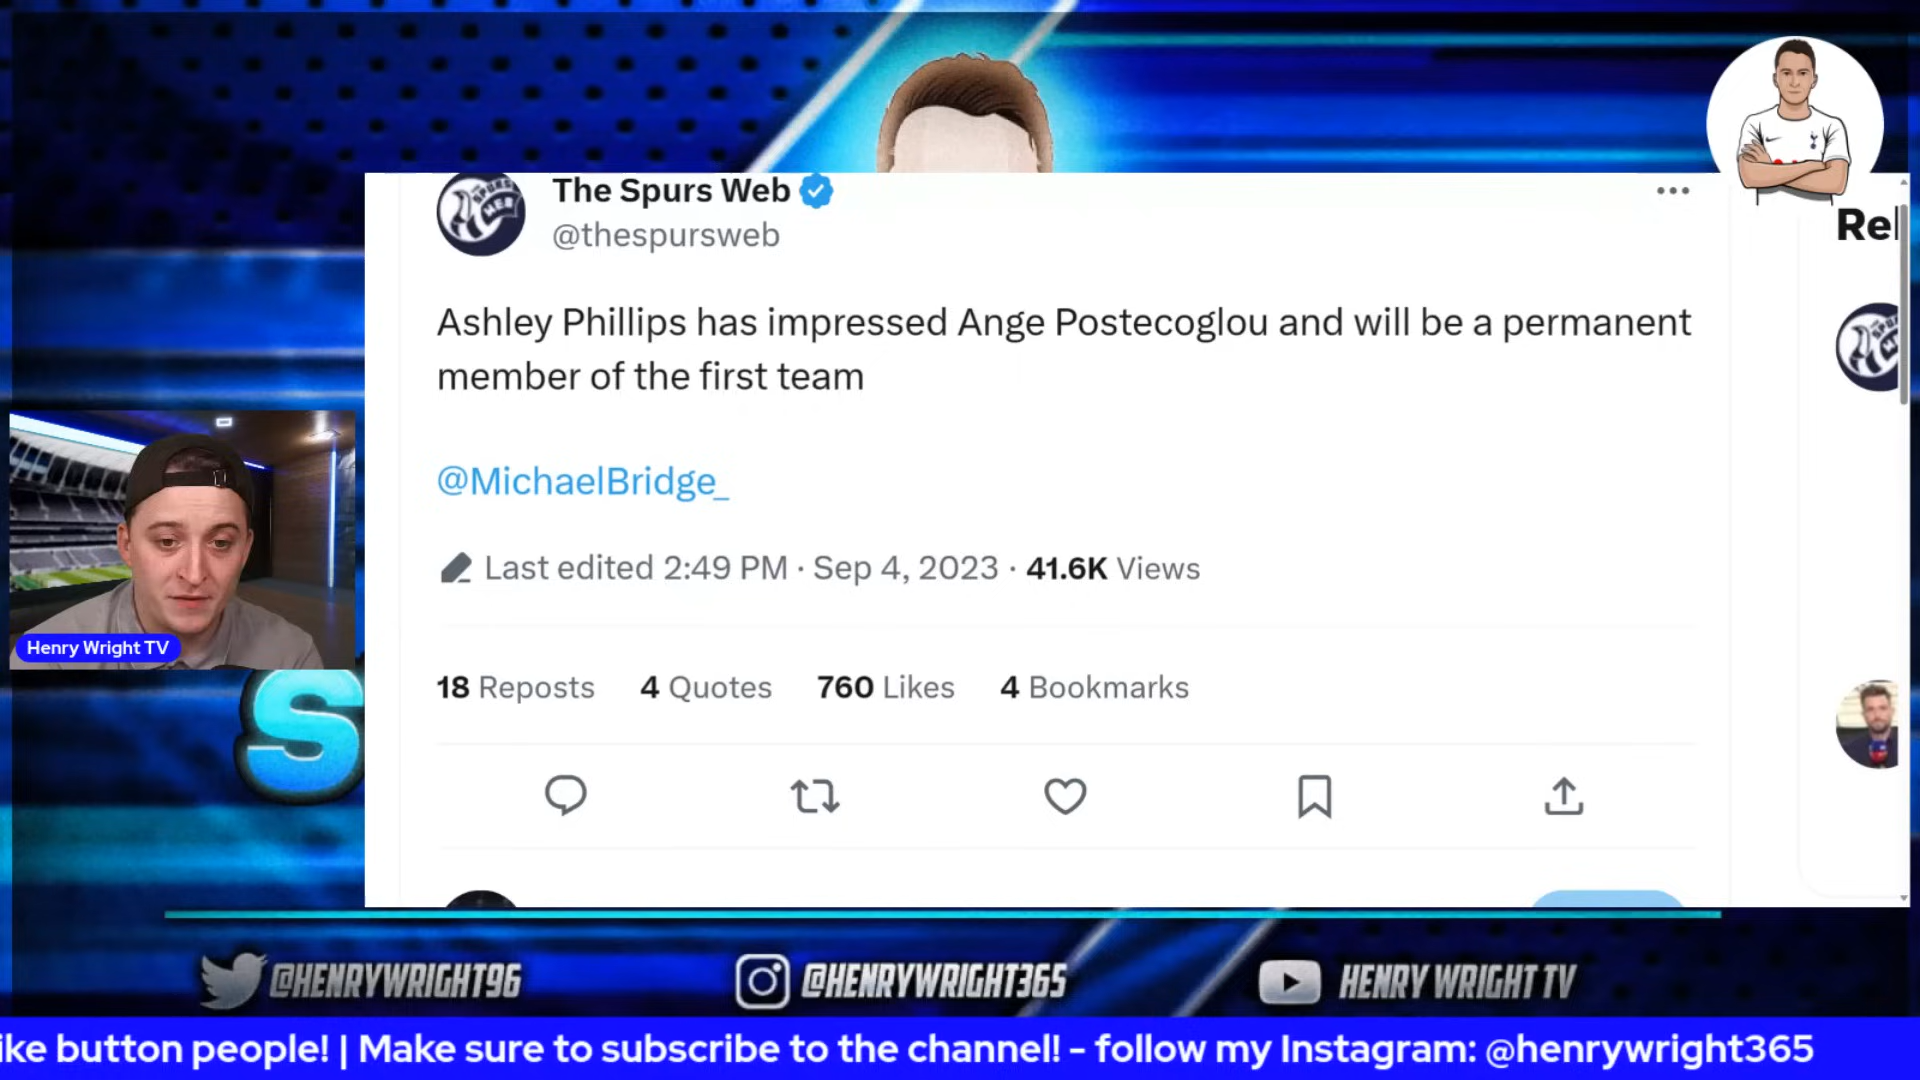 The Spurs Web
@thespursweb
Ashley Phillips has impressed Ange Postecoglou and will be a permanent
member of the first team
@MichaelBridge_
Last edited 2:49 PM · Sep 4, 2023 · 41.6K Views
18 Reposts 4 Quotes 760 Likes 4 Bookmarks
Henry Wright TV
S
@HENRYWRIGHT96 @HENRYWRIGHT365 HENRY WRIGHT TV
ike button people! | Make sure to subscribe to the channel! - follow my Instagram: @henrywright365